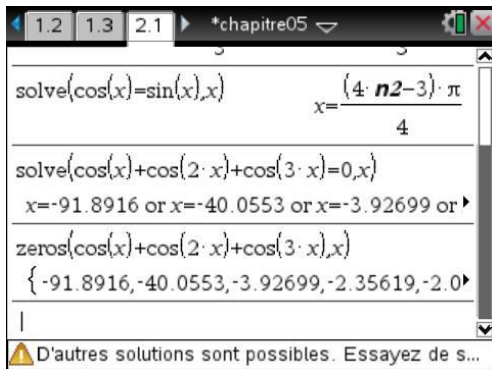 1.2 1.3 2.1 *chapitre05
solve(cos(x)=sin(x),x)
x=(4·n2−3)·π
4
solve(cos(x)+cos(2·x)+cos(3·x)=0,x)
x=-91.8916 or x=-40.0553 or x=-3.92699 or
zeros(cos(x)+cos(2·x)+cos(3·x),x)
{-91.8916,-40.0553,-3.92699,-2.35619,-2.0
D'autres solutions sont possibles. Essayez de s...